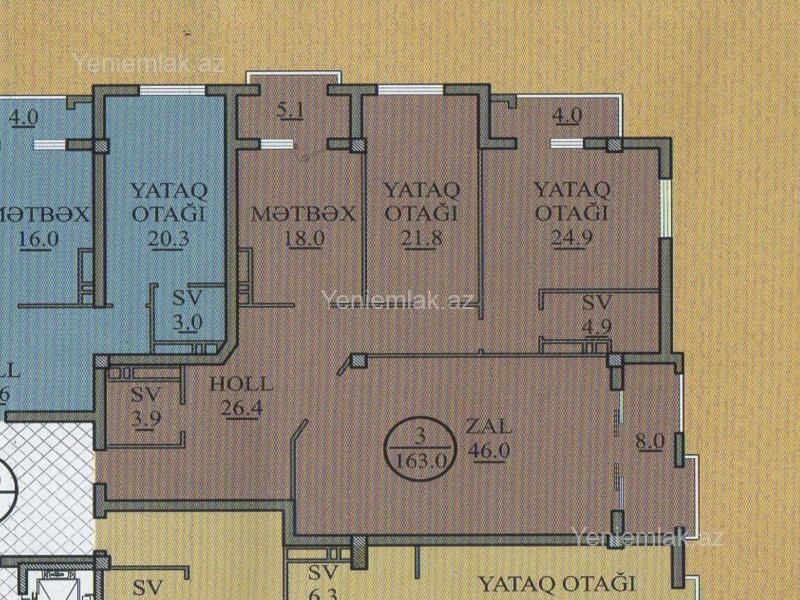 Yeniemlak.az
4.0
5.1
4.0
YATAQ
OTAĞI
20.3
MƏTBƏX
16.0
MƏTBƏX
18.0
YATAQ
OTAĞI
21.8
YATAQ
OTAĞI
24.9
SV
3.0
Yeniemlak.az
SV
4.9
SV
3.9
HOLL
26.4
3
163.0
ZAL
46.0
8.0
Yeniemlak.az
SV
SV
6.3
YATAQ OTAĞI